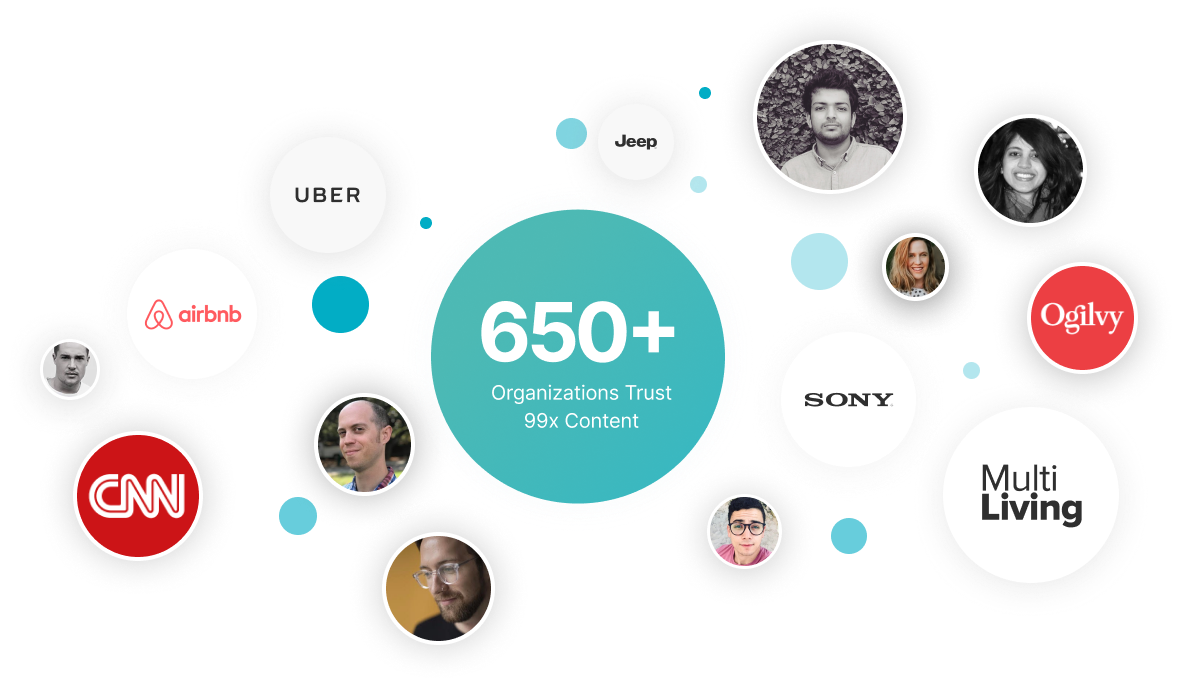 Jeep
UBER
airbnb
650+
Organizations Trust
99x Content
Ogilvy
SONY
CNN
Multi
Living